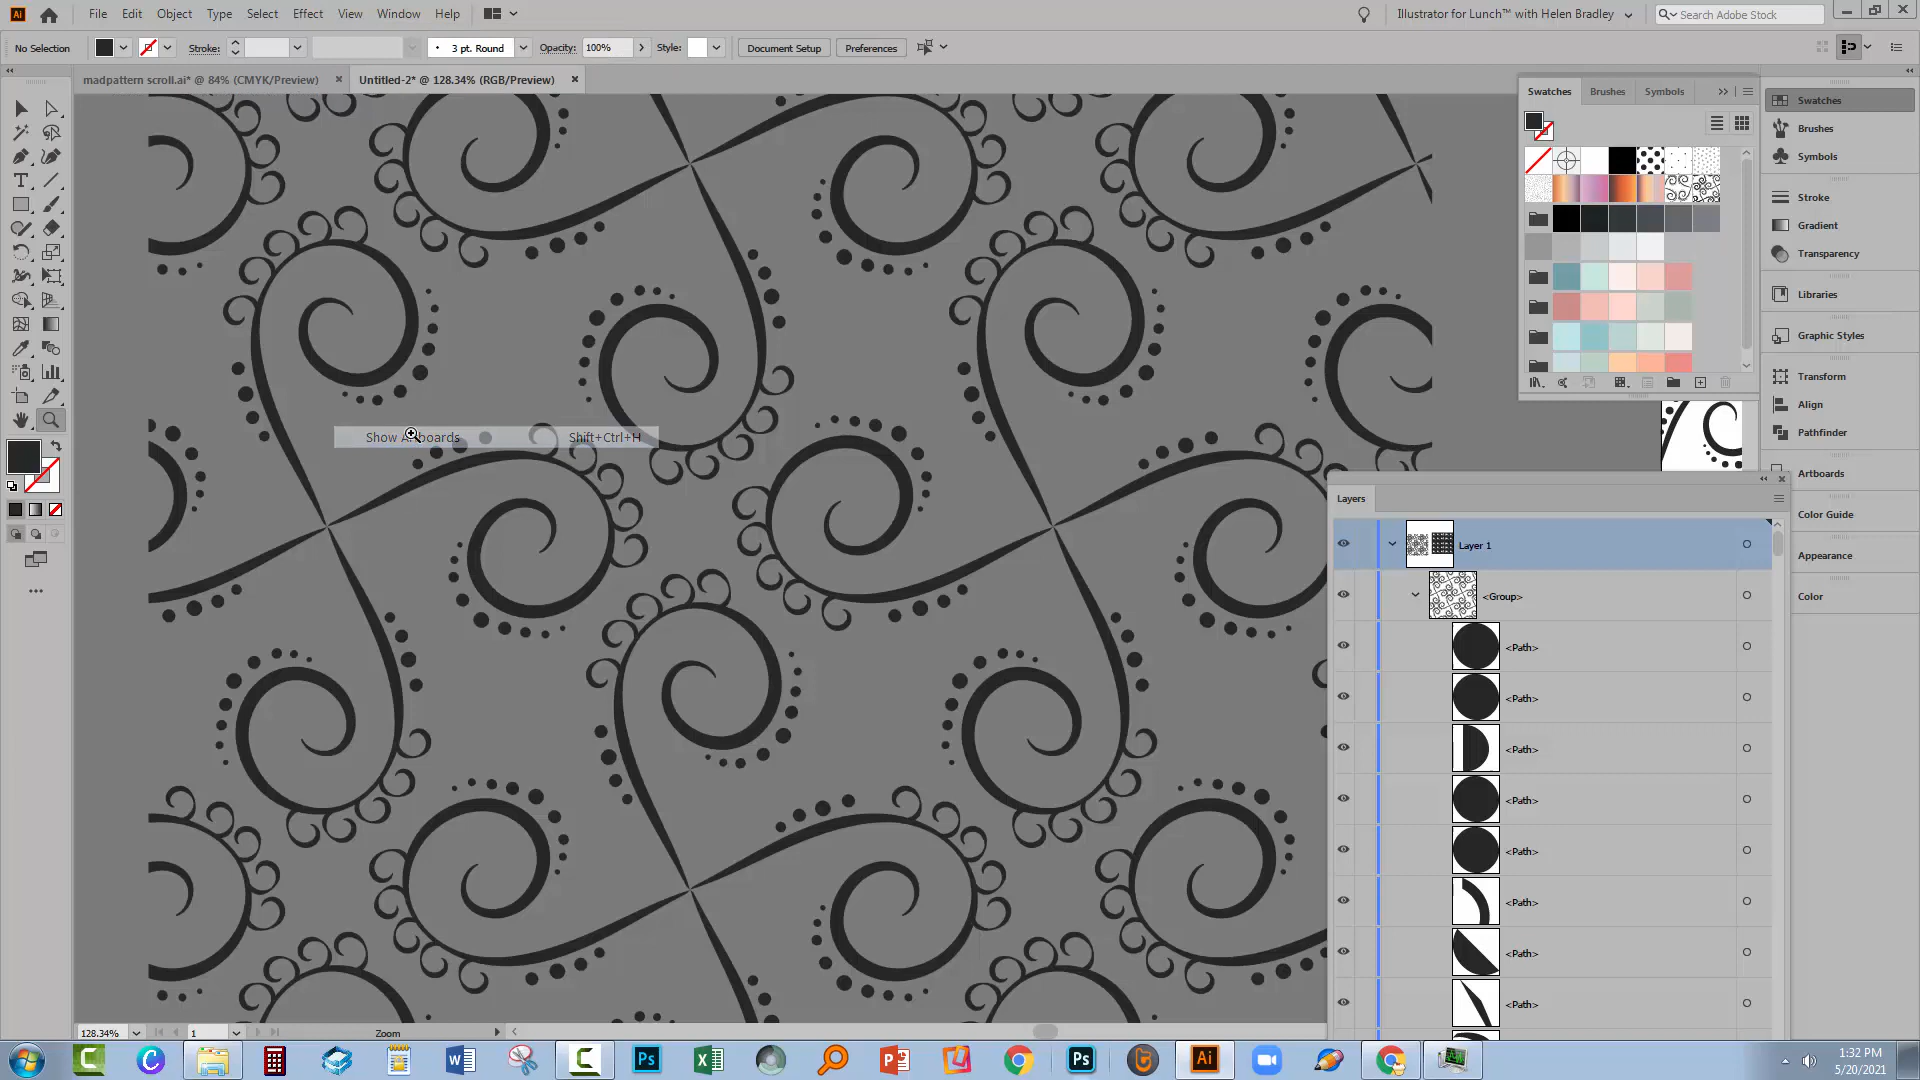 File Edit Object Type Select Effect View Window Help
Illustrator for Lunch™ with Helen Bradley
Search Adobe Stock
No Selection
Stroke:
3 pt. Round
Opacity:
100%
Style:
Document Setup
Preferences
madpattern scroll.ai* @ 84% (CMYK/Preview)
Untitled-2* @ 128.34% (RGB/Preview)
Swatches
Brushes
Symbols
Swatches
Brushes
Symbols
Stroke
Gradient
Transparency
Libraries
Graphic Styles
Transform
Align
Pathfinder
Artboards
Color Guide
Appearance
Color
Shift+Ctrl+H
Layers
Layer 1
<Group>
<Path>
<Path>
<Path>
<Path>
<Path>
<Path>
<Path>
<Path>
128.34%
1
Zoom
1:32 PM
5/20/2021